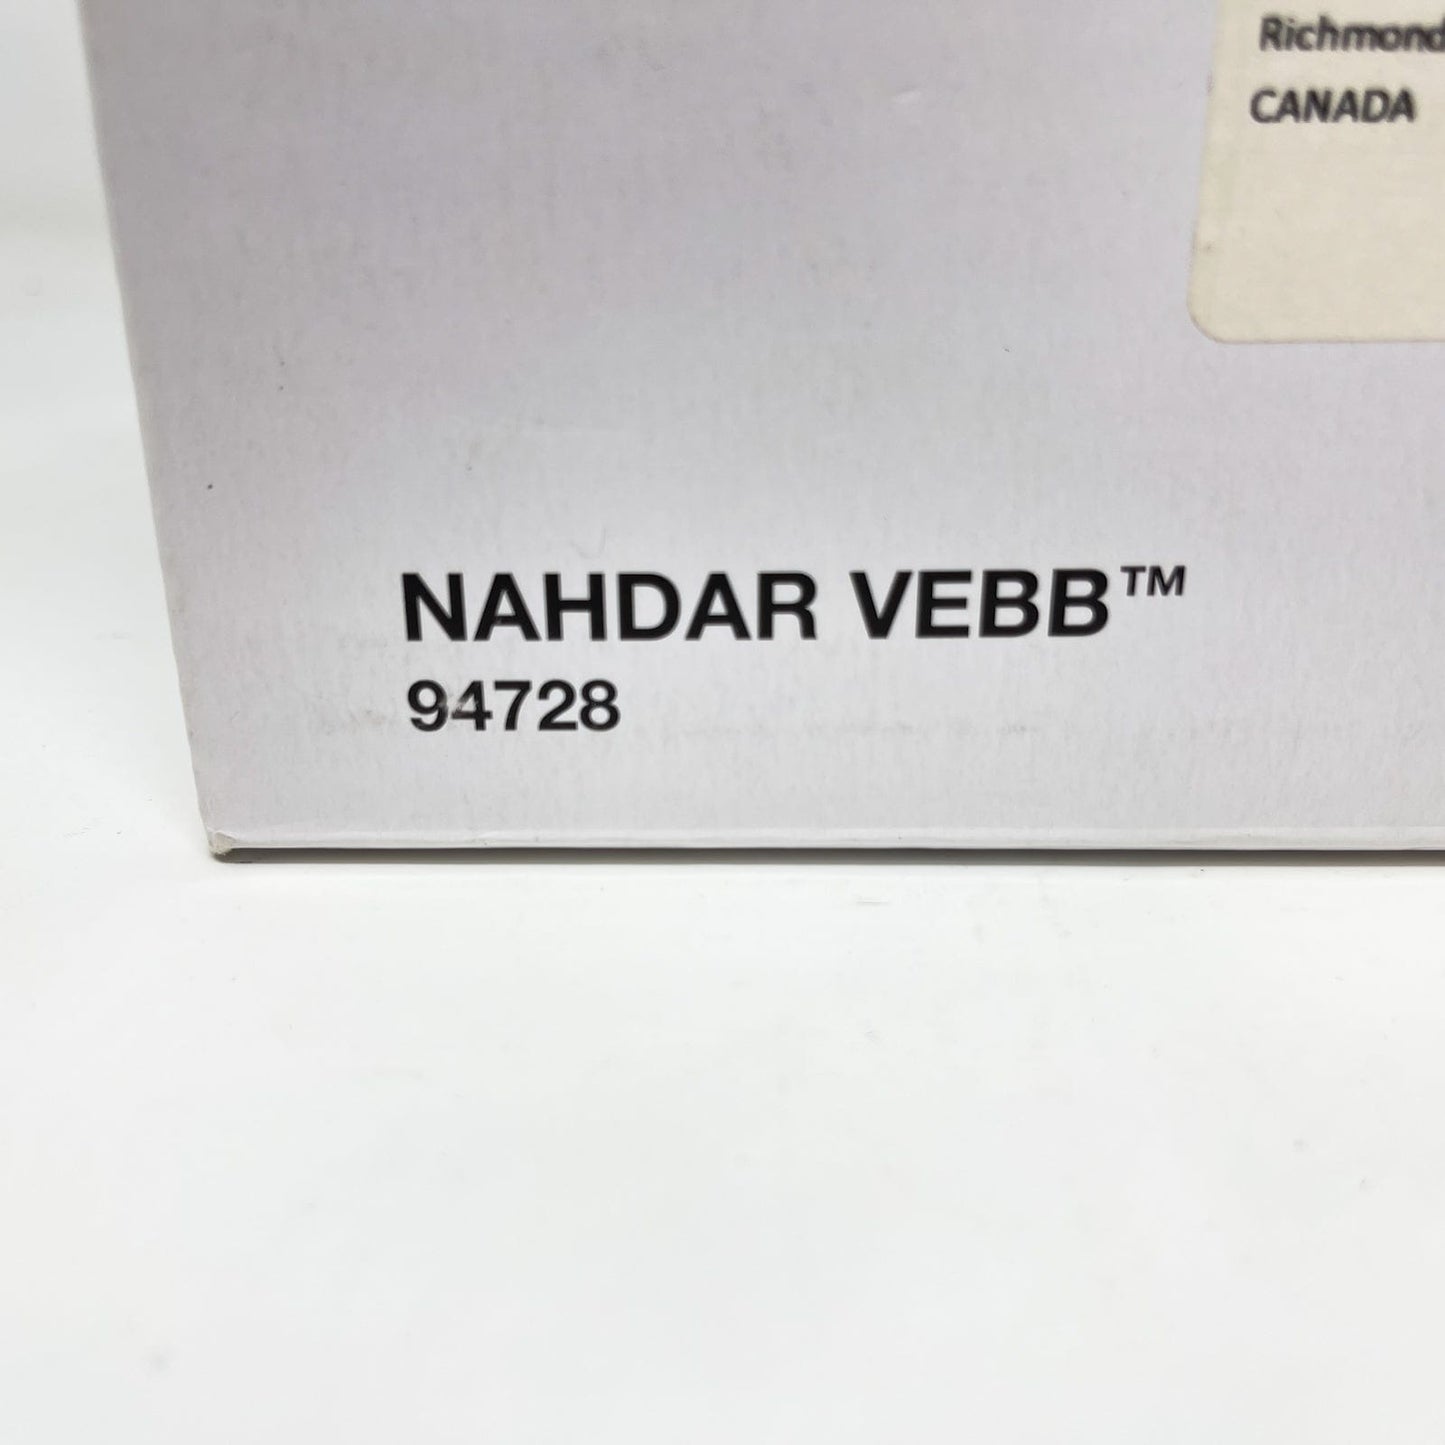 Richmond
CANADA
NAHDAR VEBB™
94728